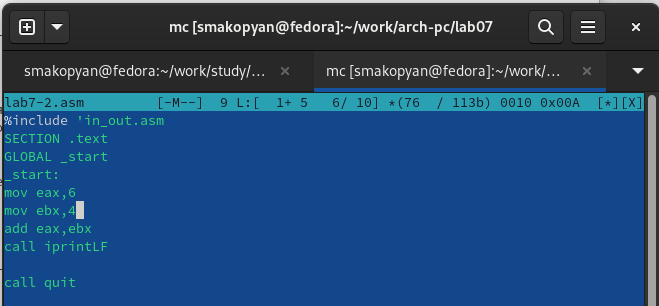 mc [smakopyan@fedora]:~/work/arch-pc/lab07
smakopyan@fedora:~/work/study/... × mc [smakopyan@fedora]:~/work/... ×
lab7-2.asm [-M--] 9 L:[ 1+ 5 6/ 10] *(76 / 113b) 0010 0x00A [*][X]
%include 'in_out.asm
SECTION .text
GLOBAL _start
_start:
mov eax,6
mov ebx,4
add eax,ebx
call iprintLF
call quit